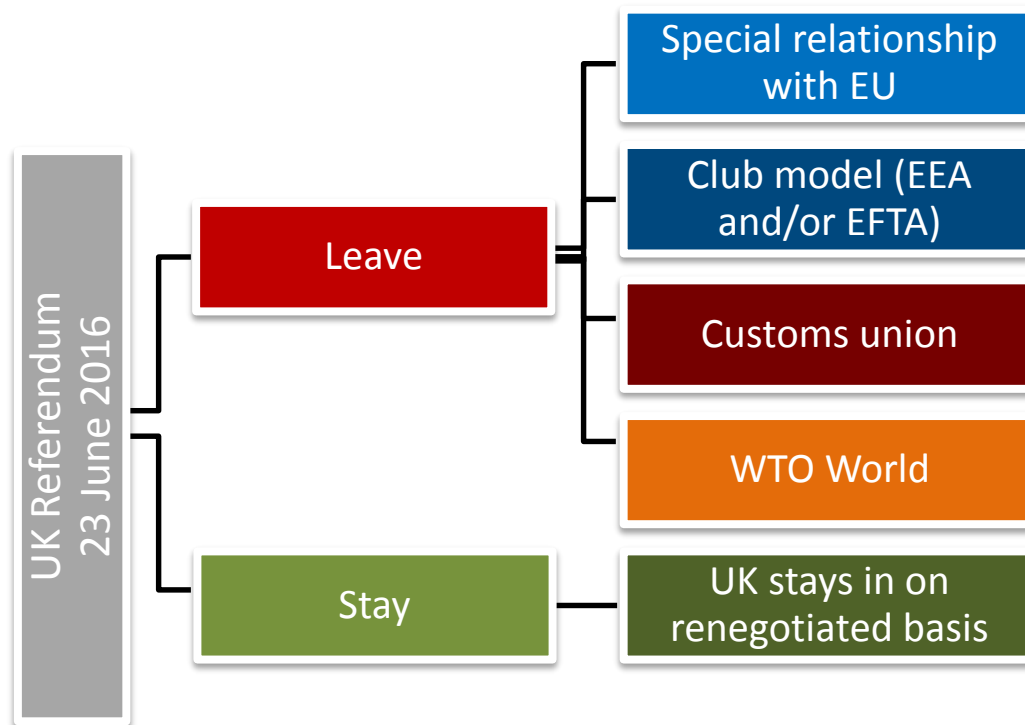 UK Referendum
23 June 2016
Leave
Special relationship
with EU
Club model (EEA
and/or EFTA)
Customs union
WTO World
Stay
UK stays in on
renegotiated basis